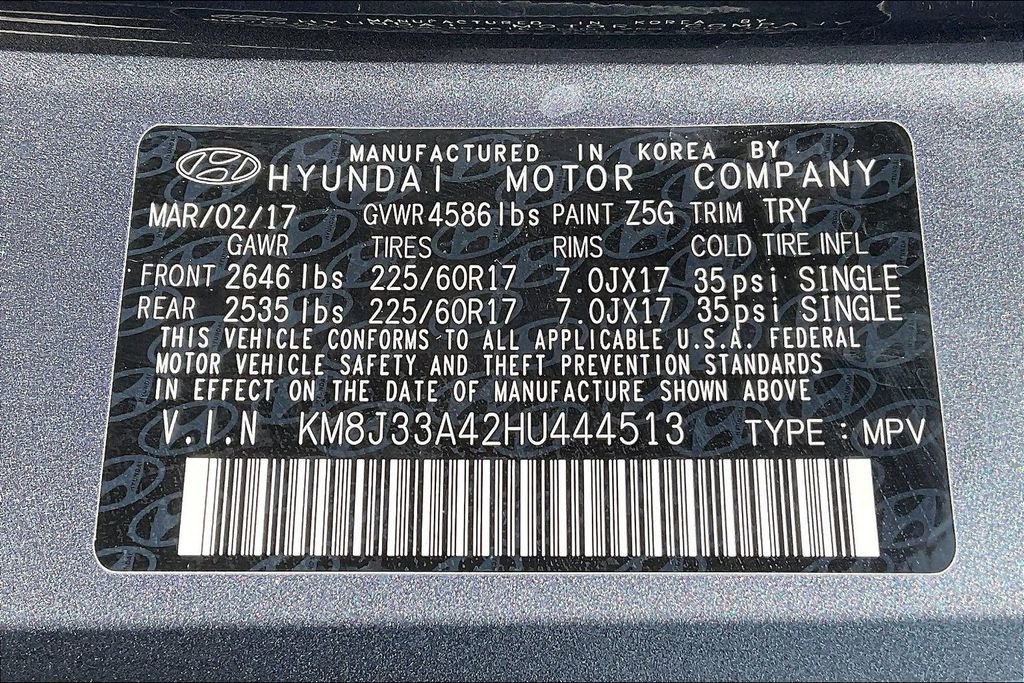 MANUFACTURED IN KOREA BY
HYUNDAI MOTOR COMPANY
MAR/02/17 GVWR 4586 lbs PAINT Z5G TRIM TRY
GAWR TIRES RIMS COLD TIRE INFL
FRONT 2646 lbs 225/60R17 7.0JX17 35psi SINGLE
REAR 2535 lbs 225/60R17 7.0JX17 35psi SINGLE
THIS VEHICLE CONFORMS TO ALL APPLICABLE U.S.A. FEDERAL
MOTOR VEHICLE SAFETY AND THEFT PREVENTION STANDARDS
IN EFFECT ON THE DATE OF MANUFACTURE SHOWN ABOVE
V.I.N KM8J33A42HU444513 TYPE : MPV